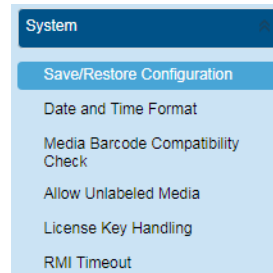 System
Save/Restore Configuration
Date and Time Format
Media Barcode Compatibility
Check
Allow Unlabeled Media
License Key Handling
RMI Timeout